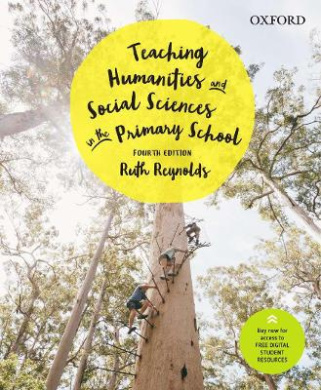 OXFORD
Teaching
Humanities and
Social Sciences
in the Primary School
FOURTH EDITION
Ruth Reynolds
Buy now for
access to
FREE DIGITAL
STUDENT
RESOURCES